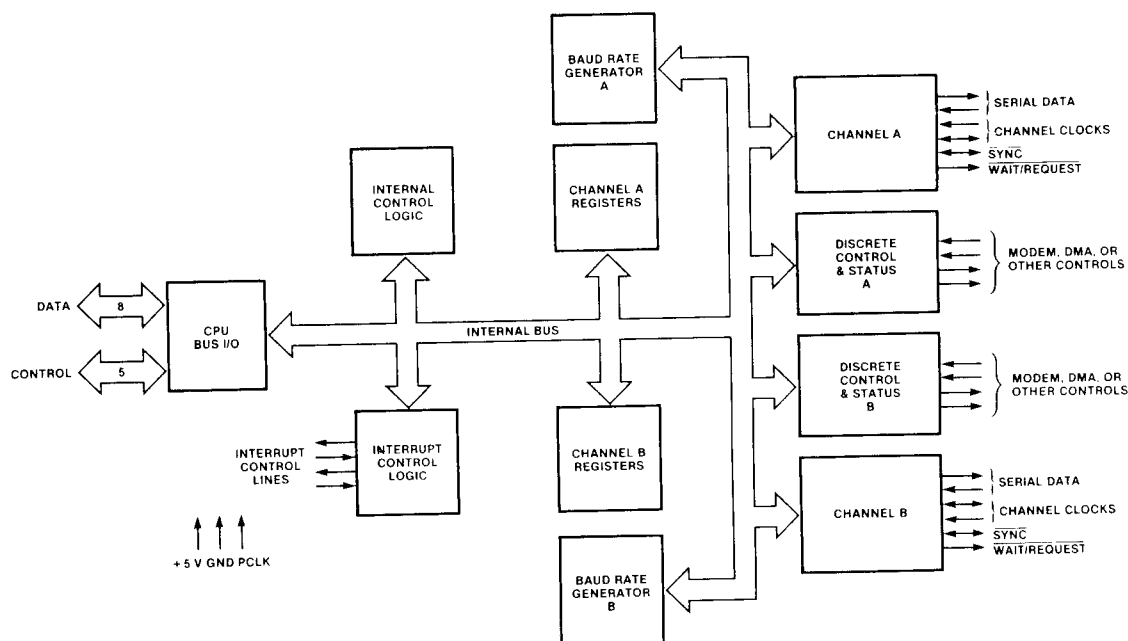 BAUD RATE
GENERATOR
A
CHANNEL A
SERIAL DATA
CHANNEL CLOCKS
SYNC
WAIT/REQUEST
INTERNAL
CONTROL
LOGIC
CHANNEL A
REGISTERS
DISCRETE
CONTROL
& STATUS
A
MODEM, DMA, OR
OTHER CONTROLS
DATA
8
CPU
BUS I/O
INTERNAL BUS
CONTROL
5
DISCRETE
CONTROL
& STATUS
B
MODEM, DMA, OR
OTHER CONTROLS
INTERRUPT
CONTROL
LINES
INTERRUPT
CONTROL
LOGIC
CHANNEL B
REGISTERS
CHANNEL B
SERIAL DATA
CHANNEL CLOCKS
SYNC
WAIT/REQUEST
+ 5 V GND PCLK
BAUD RATE
GENERATOR
B